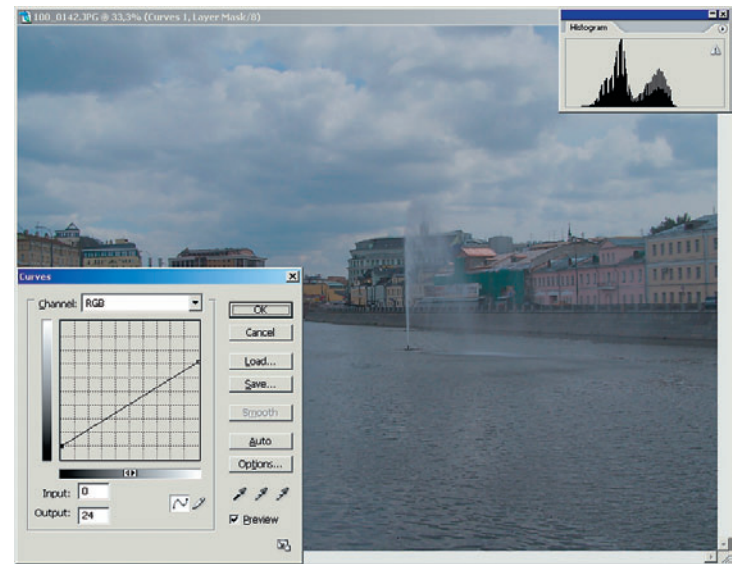 100_0142.JPG @ 33,3% (Curves 1, Layer Mask/8)
Histogram
Curves
Channel: RGB
OK
Cancel
Load...
Save...
Smooth
Auto
Options...
Input: 0
Output: 24
Preview